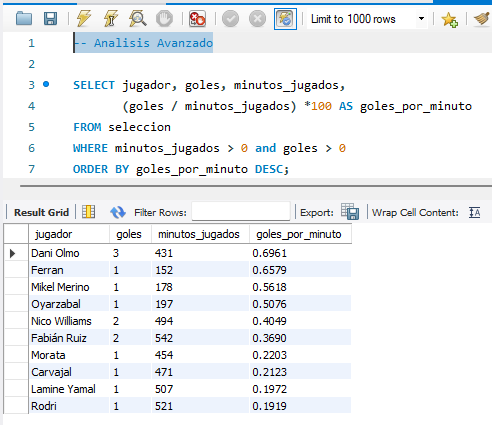 Limit to 1000 rows
1 -- Analisis Avanzado
2
3 SELECT jugador, goles, minutos_jugados,
4 (goles / minutos_jugados) *100 AS goles_por_minuto
5 FROM seleccion
6 WHERE minutos_jugados > 0 and goles > 0
7 ORDER BY goles_por_minuto DESC;
Result Grid Filter Rows: Export: Wrap Cell Content: IA
jugador goles minutos_jugados goles_por_minuto
Dani Olmo 3 431 0.6961
Ferran 1 152 0.6579
Mikel Merino 1 178 0.5618
Oyarzabal 1 197 0.5076
Nico Williams 2 494 0.4049
Fabián Ruiz 2 542 0.3690
Morata 1 454 0.2203
Carvajal 1 471 0.2123
Lamine Yamal 1 507 0.1972
Rodri 1 521 0.1919